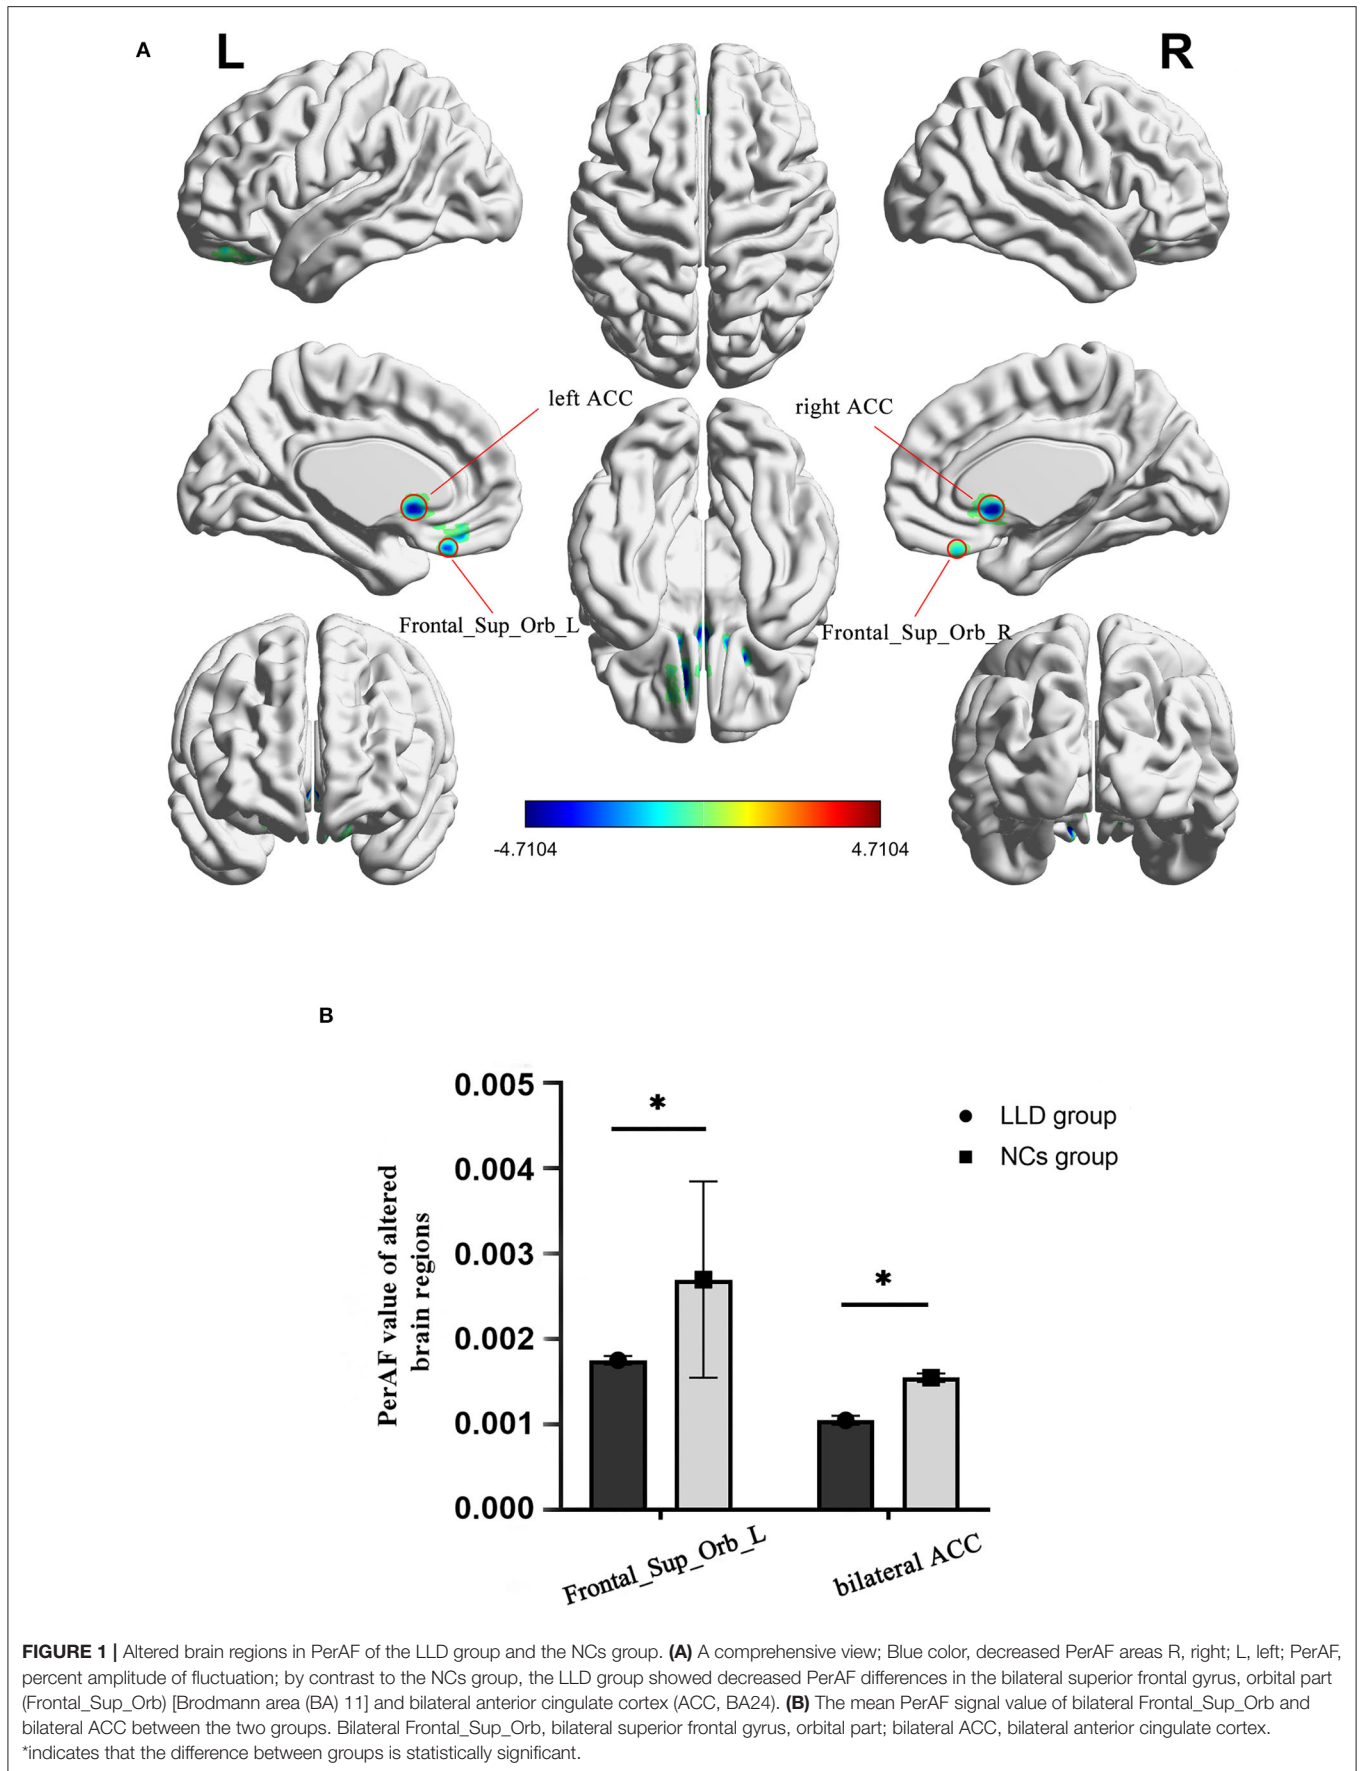 A
L
R
left ACC
right ACC
Frontal_Sup_Orb_L
Frontal_Sup_Orb_R
-4.7104
4.7104
B
0.005
0.004
0.003
0.002
0.001
0.000
PerAF value of altered
brain regions
*
*
LLD group
NCs group
Frontal_Sup_Orb_L
bilateral ACC
FIGURE 1 | Altered brain regions in PerAF of the LLD group and the NCs group. (A) A comprehensive view; Blue color, decreased PerAF areas R, right; L, left; PerAF,
percent amplitude of fluctuation; by contrast to the NCs group, the LLD group showed decreased PerAF differences in the bilateral superior frontal gyrus, orbital part
(Frontal_Sup_Orb) [Brodmann area (BA) 11] and bilateral anterior cingulate cortex (ACC, BA24). (B) The mean PerAF signal value of bilateral Frontal_Sup_Orb and
bilateral ACC between the two groups. Bilateral Frontal_Sup_Orb, bilateral superior frontal gyrus, orbital part; bilateral ACC, bilateral anterior cingulate cortex.
*indicates that the difference between groups is statistically significant.